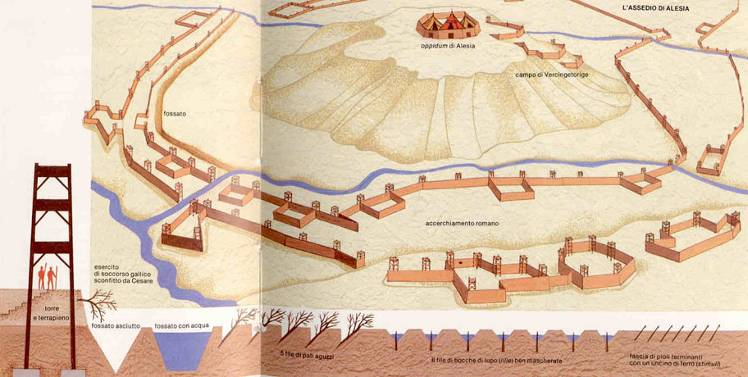 L'ASSEDIO DI ALESIA
oppidum di Alesia
campo di Vercingetorige
fossato
accerchiamento romano
esercito
di soccorso gallico
sconfitto da Cesare
torre
e terrapieno
fossato asciutto
fossato con acqua
5 file di pali aguzzi
8 file di bocche di lupo (lilia) ben mascherate
fascia di pioli terminanti
con un uncino di ferro (stimuli)